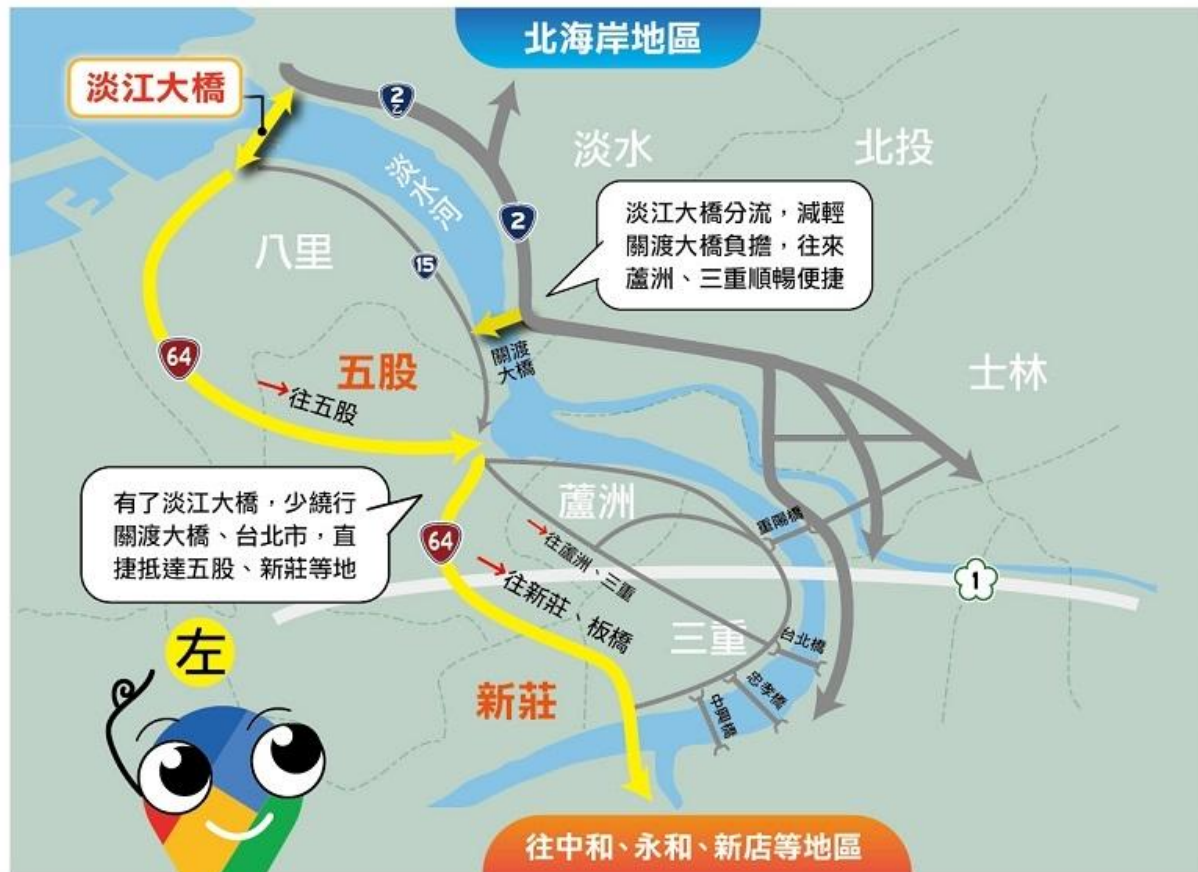 北海岸地區
淡江大橋
2
乙
淡水
北投
淡水河
2
淡江大橋分流，減輕
關渡大橋負擔，往來
蘆洲、三重順暢便捷
八里
15
64
五股
關渡
大橋
士林
往五股
有了淡江大橋，少繞行
關渡大橋、台北市，直
捷抵達五股、新莊等地
蘆洲
重陽橋
64
往蘆洲、三重
往新莊、板橋
1
三重
台北橋
忠孝橋
中興橋
左
新莊
往中和、永和、新店等地區